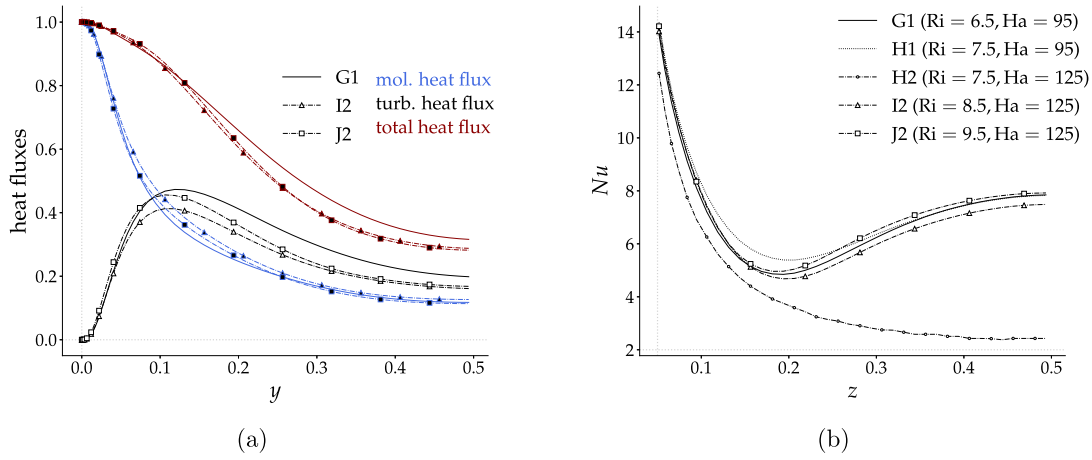 1.0
0.8
0.6
0.4
0.2
0.0
heat fluxes
G1
I2
J2
mol. heat flux
turb. heat flux
total heat flux
0.0
0.1
0.2
0.3
0.4
0.5
y
(a)
14
12
10
8
6
4
2
Nu
G1 (Ri = 6.5, Ha = 95)
H1 (Ri = 7.5, Ha = 95)
H2 (Ri = 7.5, Ha = 125)
I2 (Ri = 8.5, Ha = 125)
J2 (Ri = 9.5, Ha = 125)
0.1
0.2
0.3
0.4
0.5
z
(b)